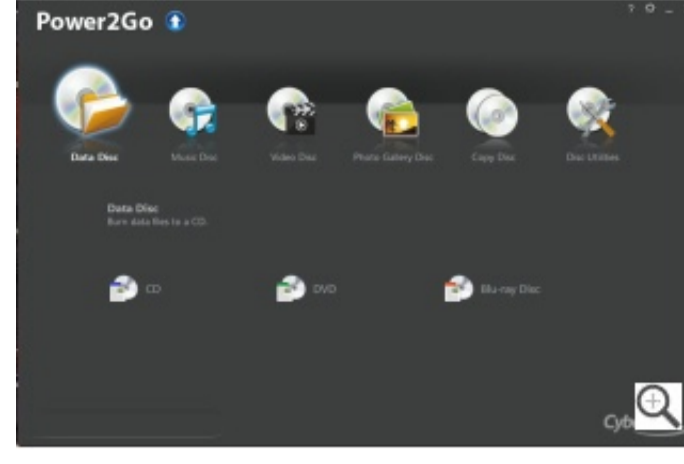 Power2Go
?
Data Disc
Music Disc
Video Disc
Photo Gallery Disc
Copy Disc
Disc Utilities
Data Disc
Burn data files to a CD.
CD
DVD
Blu-ray Disc
Cyb